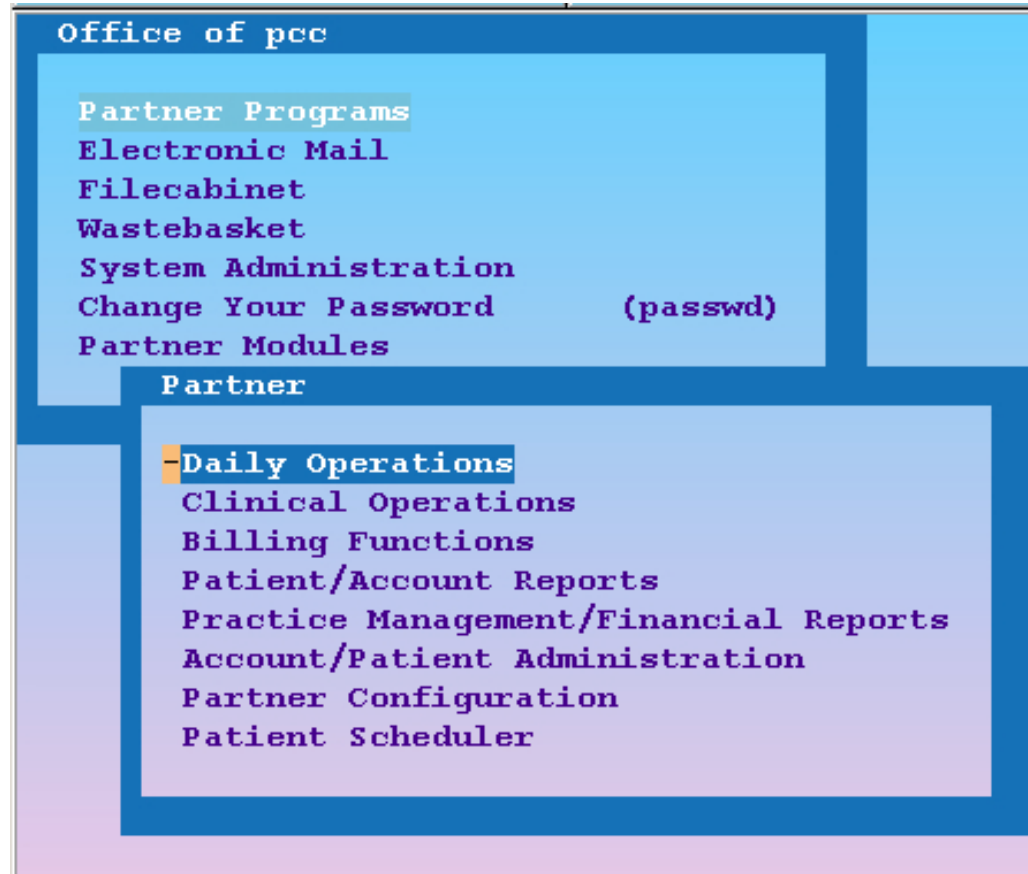 Office of pcc
Partner Programs
Electronic Mail
Filecabinet
Wastebasket
System Administration
Change Your Password (passwd)
Partner Modules
Partner
-Daily Operations
Clinical Operations
Billing Functions
Patient/Account Reports
Practice Management/Financial Reports
Account/Patient Administration
Partner Configuration
Patient Scheduler